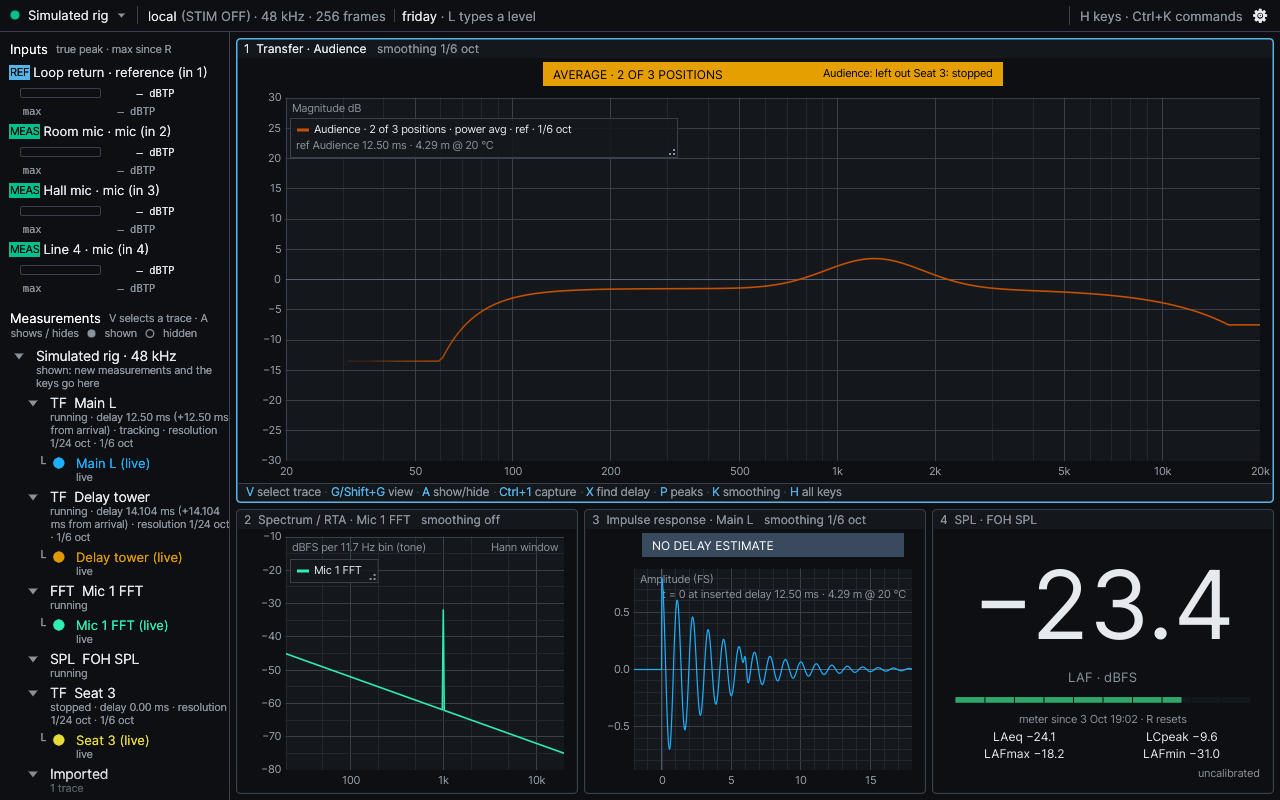 Simulated rig
local (STIM OFF) · 48 kHz · 256 frames
friday · L types a level
H keys · Ctrl+K commands
Inputs true peak · max since R
REF Loop return · reference (in 1)
– dBTP
max – dBTP
MEAS Room mic · mic (in 2)
– dBTP
max – dBTP
MEAS Hall mic · mic (in 3)
– dBTP
max – dBTP
MEAS Line 4 · mic (in 4)
– dBTP
max – dBTP
Measurements V selects a trace · A
shows / hides shown hidden
Simulated rig · 48 kHz
shown: new measurements and the
keys go here
TF Main L
running · delay 12.50 ms (+12.50 ms
from arrival) · tracking · resolution
1/24 oct · 1/6 oct
Main L (live)
live
TF Delay tower
running · delay 14.104 ms (+14.104
ms from arrival) · resolution 1/24 oct
· 1/6 oct
Delay tower (live)
live
FFT Mic 1 FFT
running
Mic 1 FFT (live)
live
SPL FOH SPL
running
TF Seat 3
stopped · delay 0.00 ms · resolution
1/24 oct · 1/6 oct
Seat 3 (live)
live
Imported
1 trace
1 Transfer · Audience smoothing 1/6 oct
AVERAGE · 2 OF 3 POSITIONS Audience: left out Seat 3: stopped
Magnitude dB
Audience · 2 of 3 positions · power avg · ref · 1/6 oct
ref Audience 12.50 ms · 4.29 m @ 20 °C
30
25
20
15
10
5
0
−5
−10
−15
−20
−25
−30
20 50 100 200 500 1k 2k 5k 10k 20k
V select trace · G/Shift+G view · A show/hide · Ctrl+1 capture · X find delay · P peaks · K smoothing · H all keys
2 Spectrum / RTA · Mic 1 FFT smoothing off
dBFS per 11.7 Hz bin (tone) Hann window
Mic 1 FFT
−10
−20
−30
−40
−50
−60
−70
−80
100 1k 10k
3 Impulse response · Main L smoothing 1/6 oct
NO DELAY ESTIMATE
Amplitude (FS)
t = 0 at inserted delay 12.50 ms · 4.29 m @ 20 °C
0.5
0.0
−0.5
0 5 10 15
4 SPL · FOH SPL
−23.4
LAF · dBFS
meter since 3 Oct 19:02 · R resets
LAeq −24.1 LCpeak −9.6
LAFmax −18.2 LAFmin −31.0
uncalibrated